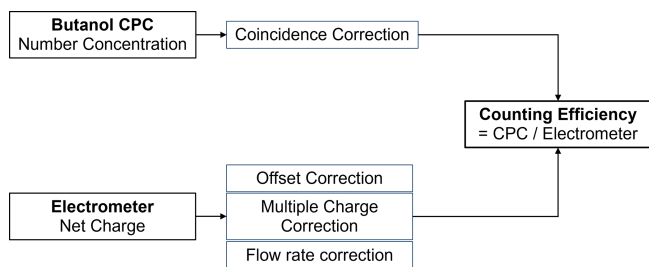 Butanol CPC
Number Concentration
Coincidence Correction
Counting Efficiency
= CPC / Electrometer
Electrometer
Net Charge
Offset Correction
Multiple Charge
Correction
Flow rate correction